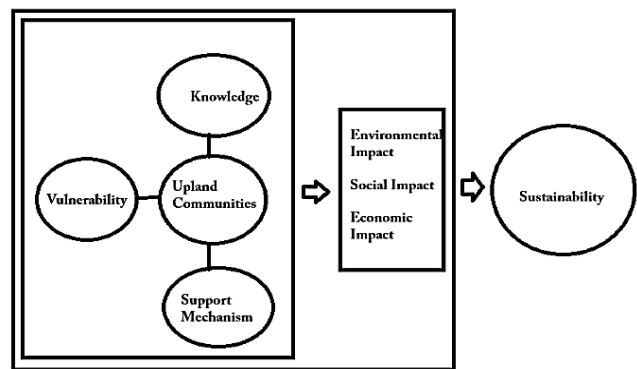 Knowledge
Vulnerability
Upland
Communities
Support
Mechanism
Environmental
Impact
Social Impact
Economic
Impact
Sustainability